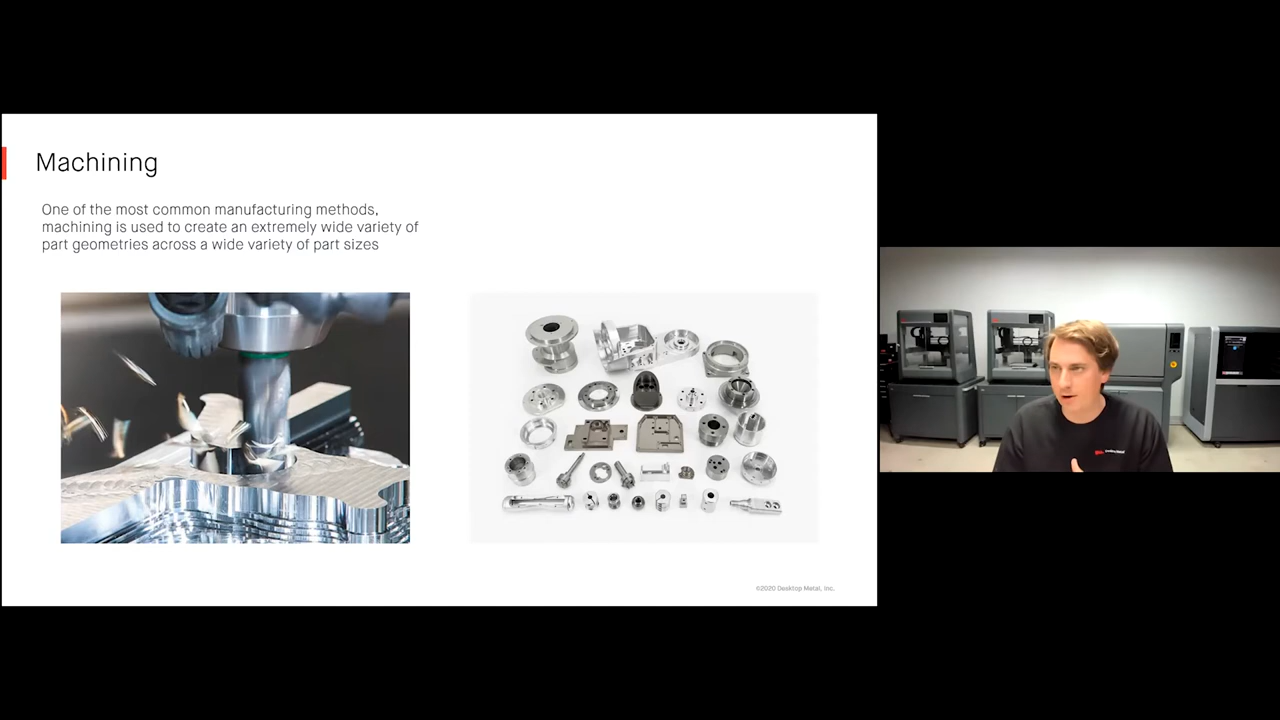 Machining
One of the most common manufacturing methods,
machining is used to create an extremely wide variety of
part geometries across a wide variety of part sizes
©2020 Desktop Metal, Inc.